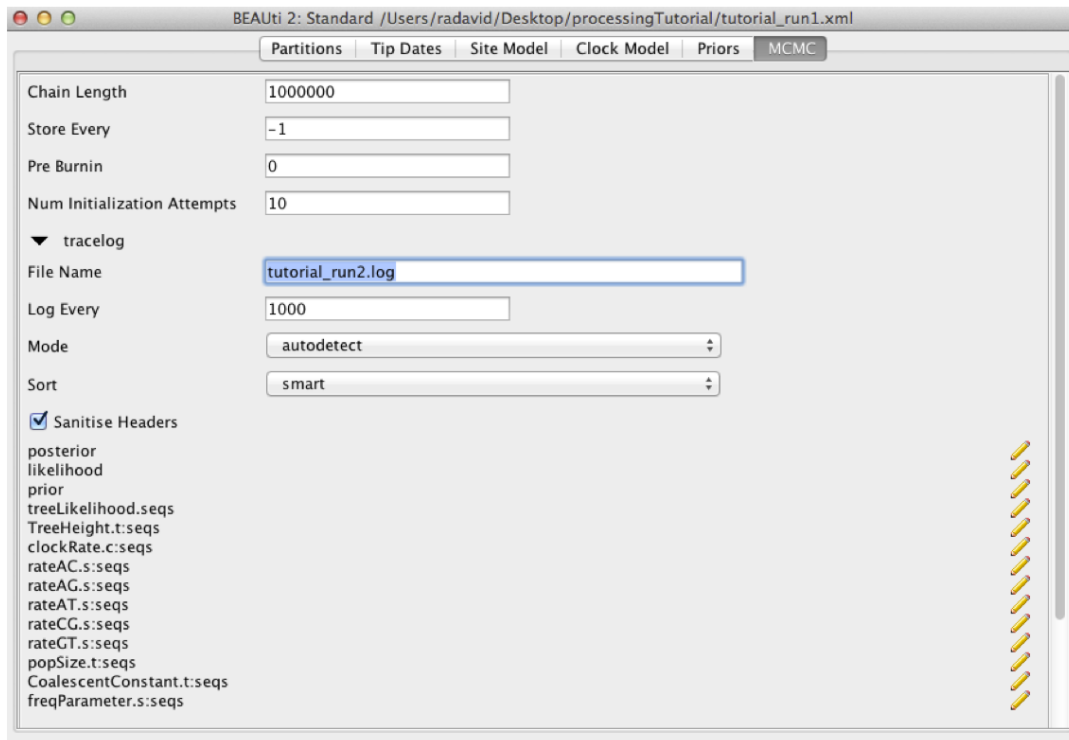 BEAUti 2: Standard /Users/radavid/Desktop/processingTutorial/tutorial_run1.xml
Partitions Tip Dates Site Model Clock Model Priors MCMC
Chain Length 1000000
Store Every -1
Pre Burnin 0
Num Initialization Attempts 10
tracelog
File Name tutorial_run2.log
Log Every 1000
Mode autodetect
Sort smart
Sanitise Headers
posterior
likelihood
prior
treeLikelihood.seqs
TreeHeight.t:seqs
clockRate.c:seqs
rateAC.s:seqs
rateAG.s:seqs
rateAT.s:seqs
rateCG.s:seqs
rateGT.s:seqs
popSize.t:seqs
CoalescentConstant.t:seqs
freqParameter.s:seqs